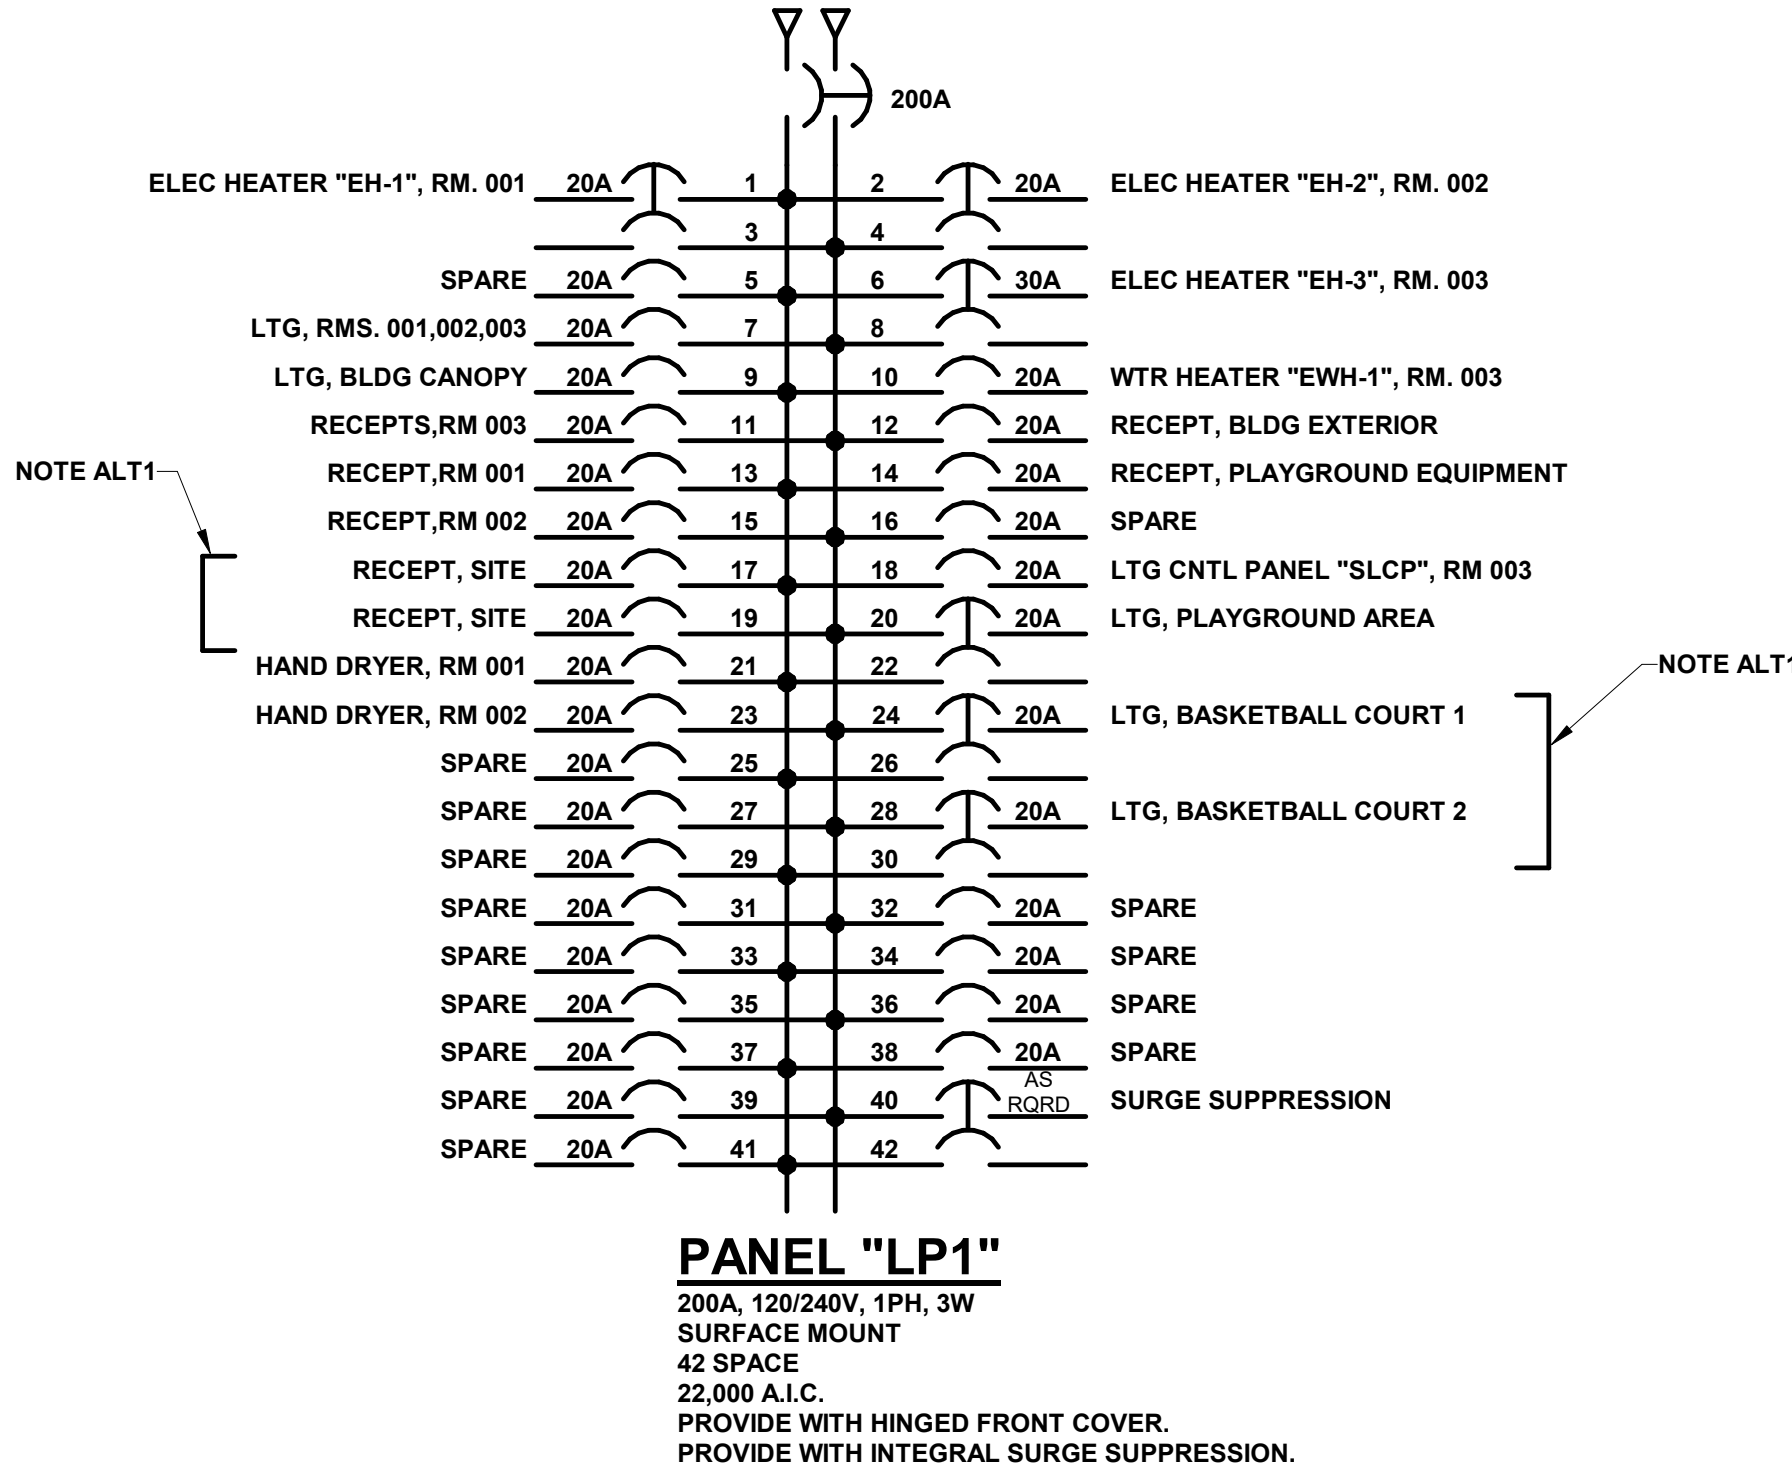 200A
ELEC HEATER "EH-1", RM. 001 20A 1 2 20A ELEC HEATER "EH-2", RM. 002
3 4
SPARE 20A 5 6 30A ELEC HEATER "EH-3", RM. 003
LTG, RMS. 001,002,003 20A 7 8
LTG, BLDG CANOPY 20A 9 10 20A WTR HEATER "EWH-1", RM. 003
RECEPTS,RM 003 20A 11 12 20A RECEPT, BLDG EXTERIOR
NOTE ALT1
RECEPT,RM 001 20A 13 14 20A RECEPT, PLAYGROUND EQUIPMENT
RECEPT,RM 002 20A 15 16 20A SPARE
RECEPT, SITE 20A 17 18 20A LTG CNTL PANEL "SLCP", RM 003
RECEPT, SITE 20A 19 20 20A LTG, PLAYGROUND AREA
HAND DRYER, RM 001 20A 21 22
NOTE ALT1
HAND DRYER, RM 002 20A 23 24 20A LTG, BASKETBALL COURT 1
SPARE 20A 25 26
SPARE 20A 27 28 20A LTG, BASKETBALL COURT 2
SPARE 20A 29 30
SPARE 20A 31 32 20A SPARE
SPARE 20A 33 34 20A SPARE
SPARE 20A 35 36 20A SPARE
SPARE 20A 37 38 20A SPARE
SPARE 20A 39 40 AS RQRD SURGE SUPPRESSION
SPARE 20A 41 42
PANEL "LP1"
200A, 120/240V, 1PH, 3W
SURFACE MOUNT
42 SPACE
22,000 A.I.C.
PROVIDE WITH HINGED FRONT COVER.
PROVIDE WITH INTEGRAL SURGE SUPPRESSION.